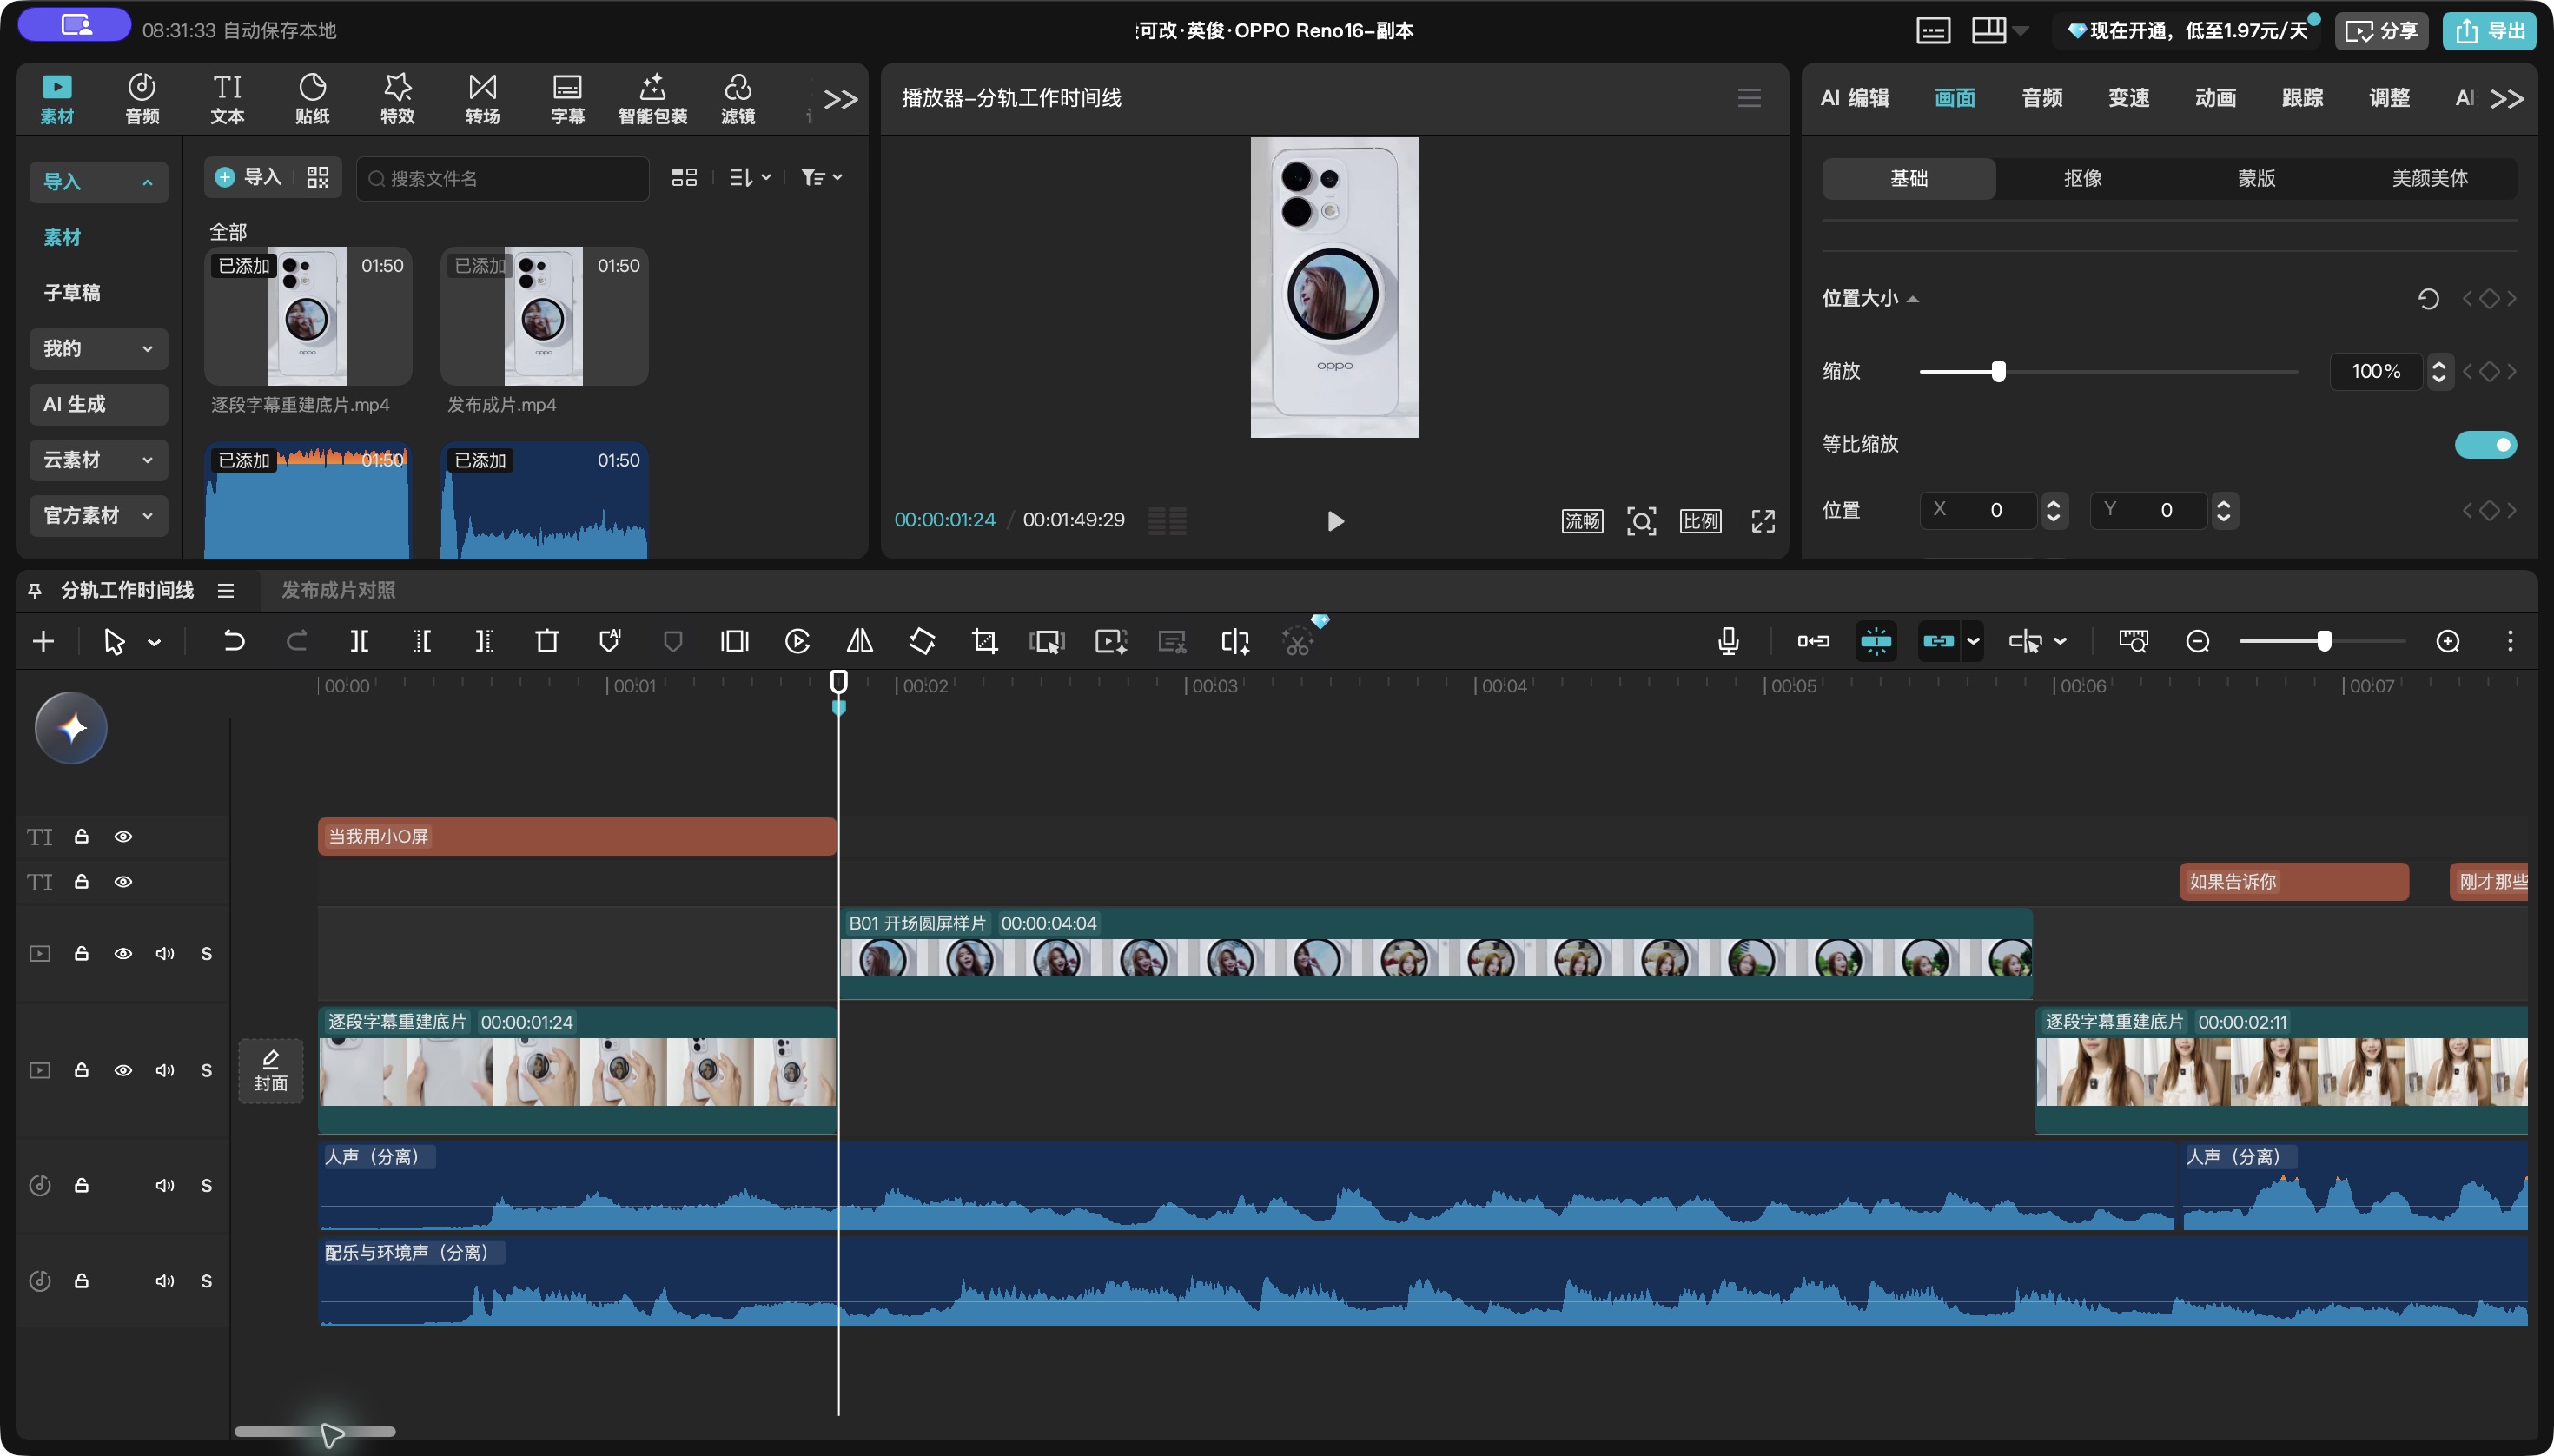 08:31:33 自动保存本地
可改·英俊·OPPO Reno16-副本
现在开通，低至1.97元/天
分享
导出
素材
音频
TI
文本
贴纸
特效
转场
字幕
智能包装
滤镜
导入
素材
子草稿
我的
AI 生成
云素材
官方素材
导入
搜索文件名
全部
已添加 01:50
已添加 01:50
oppo
oppo
逐段字幕重建底片.mp4
发布成片.mp4
已添加 01:50
已添加 01:50
播放器-分轨工作时间线
oppo
00:00:01:24 / 00:01:49:29
流畅
比例
AI 编辑 画面 音频 变速 动画 跟踪 调整 AI
基础 抠像 蒙版 美颜美体
位置大小
缩放 100%
等比缩放
位置 X 0 Y 0
分轨工作时间线
发布成片对照
AI
00:00 00:01 00:02 00:03 00:04 00:05 00:06 00:07
TI 当我用小O屏
TI 如果告诉你 刚才那些
B01 开场圆屏样片 00:00:04:04
S
逐段字幕重建底片 00:00:01:24
逐段字幕重建底片 00:00:02:11
S
封面
人声（分离） 人声（分离）
S
配乐与环境声（分离）
S